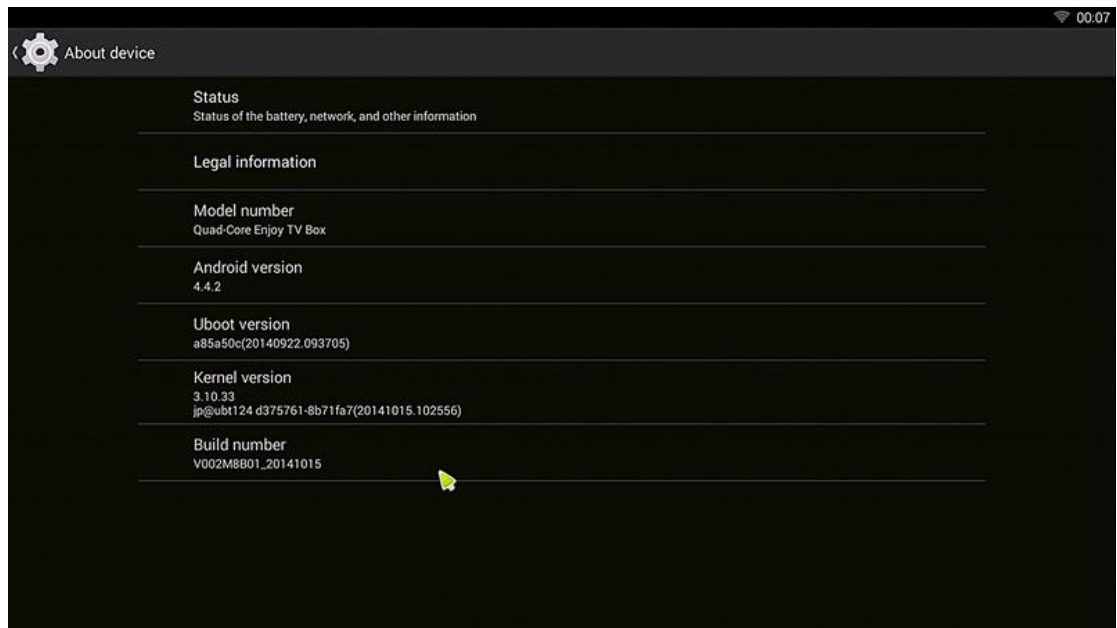 00:07
About device
Status
Status of the battery, network, and other information
Legal information
Model number
Quad-Core Enjoy TV Box
Android version
4.4.2
Uboot version
a85a50c(20140922.093705)
Kernel version
3.10.33
jp@ubt124 d375761-8b71fa7(20141015.102556)
Build number
V002M8B01_20141015